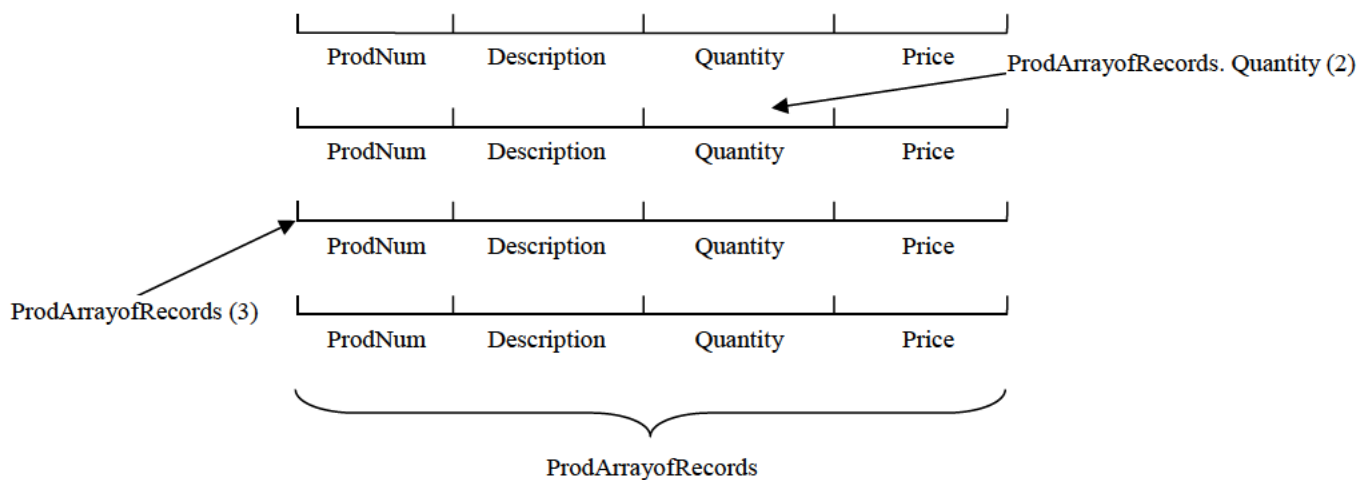 ProdNum Description Quantity Price
ProdArrayofRecords. Quantity (2)
ProdNum Description Quantity Price
ProdNum Description Quantity Price
ProdArrayofRecords (3)
ProdNum Description Quantity Price
ProdArrayofRecords